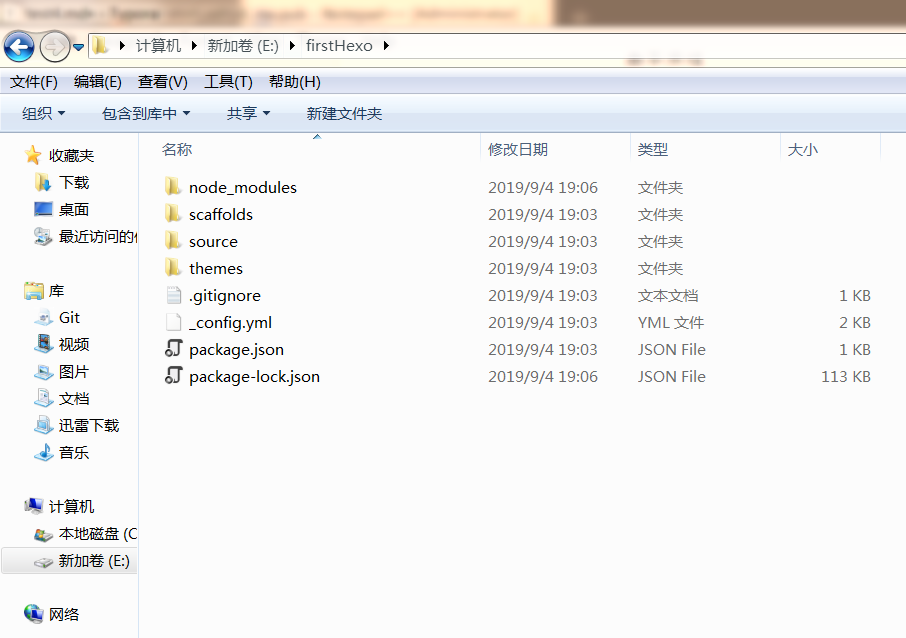 计算机 新加卷 (E:) firstHexo
文件(F) 编辑(E) 查看(V) 工具(T) 帮助(H)
组织 包含到库中 共享 新建文件夹
收藏夹
下载
桌面
最近访问的
库
Git
视频
图片
文档
迅雷下载
音乐
计算机
本地磁盘 (C
新加卷 (E:)
网络
名称 修改日期 类型 大小
node_modules 2019/9/4 19:06 文件夹
scaffolds 2019/9/4 19:03 文件夹
source 2019/9/4 19:03 文件夹
themes 2019/9/4 19:03 文件夹
.gitignore 2019/9/4 19:03 文本文档 1 KB
_config.yml 2019/9/4 19:03 YML 文件 2 KB
package.json 2019/9/4 19:03 JSON File 1 KB
package-lock.json 2019/9/4 19:06 JSON File 113 KB